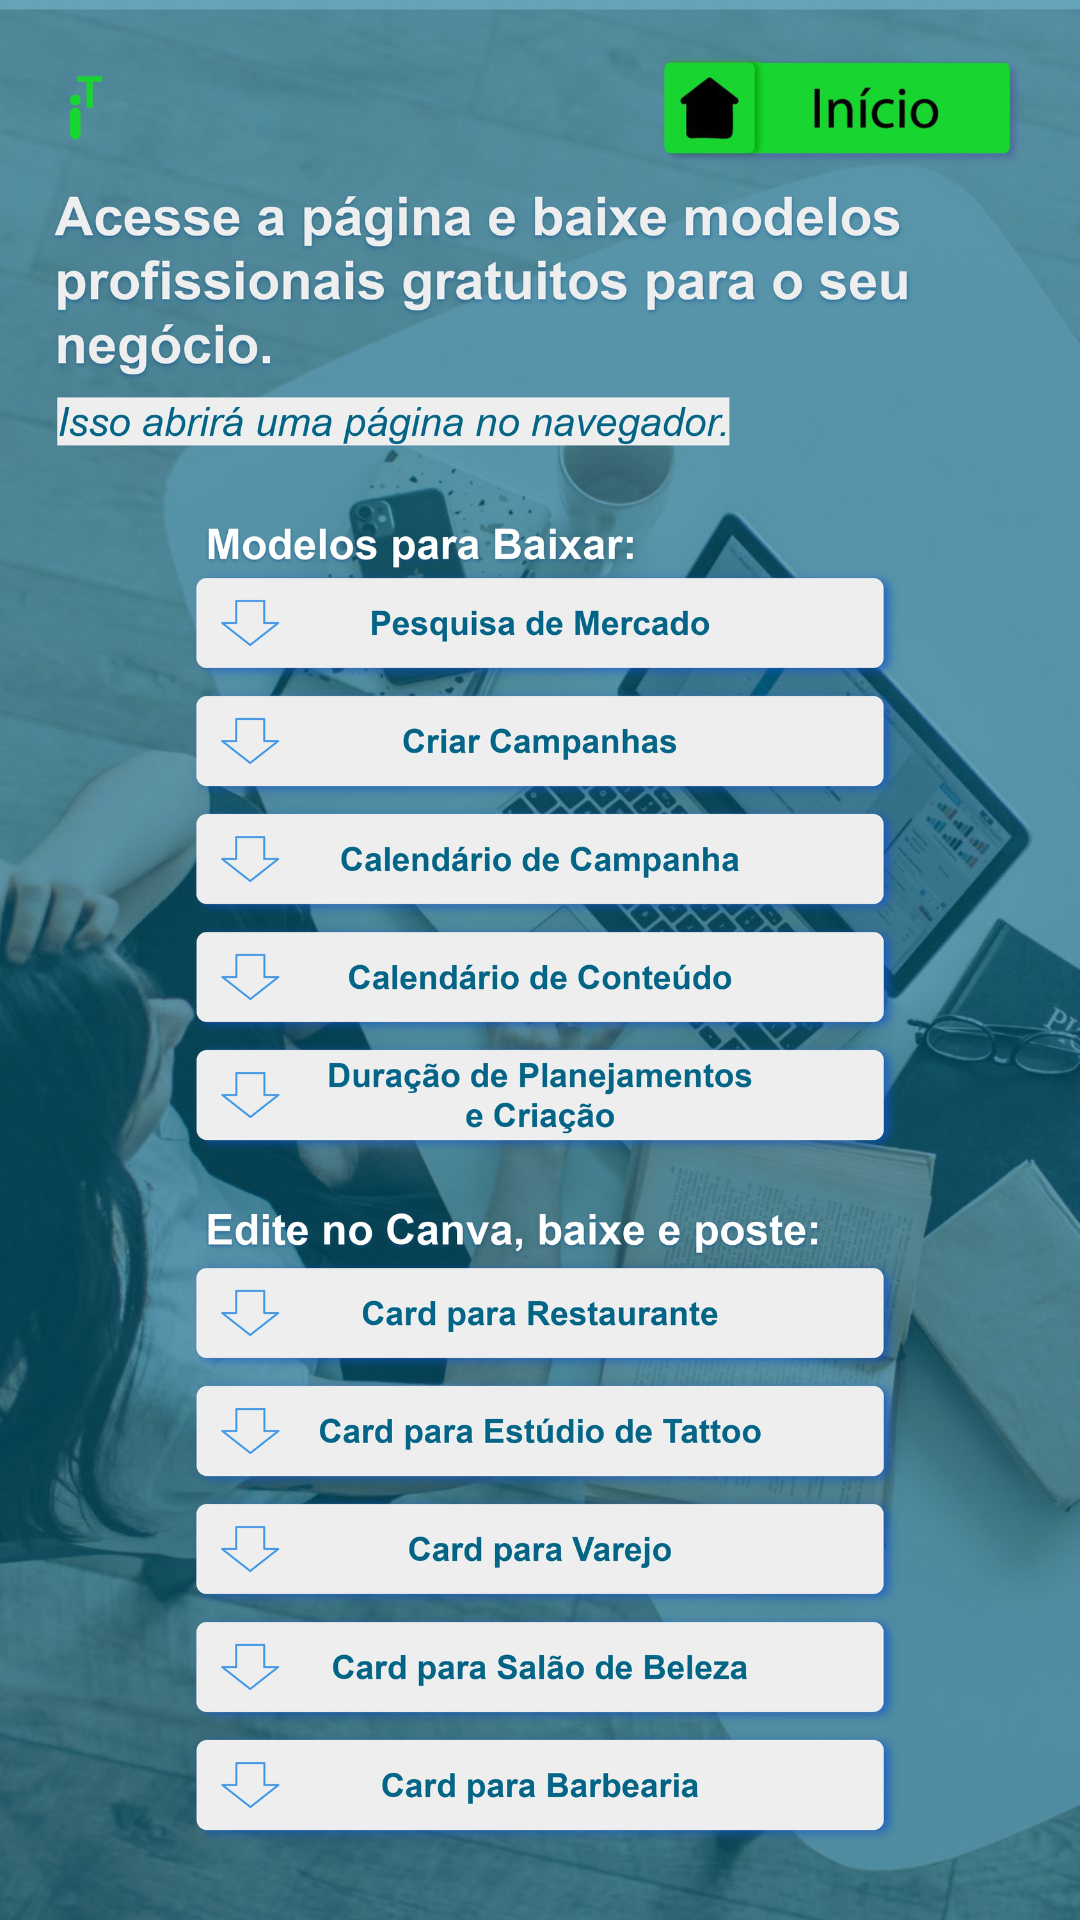 iT
Início
Acesse a página e baixe modelos
profissionais gratuitos para o seu
negócio.
Isso abrirá uma página no navegador.
Modelos para Baixar:
Pesquisa de Mercado
Criar Campanhas
Calendário de Campanha
Calendário de Conteúdo
Duração de Planejamentos
e Criação
Edite no Canva, baixe e poste:
Card para Restaurante
Card para Estúdio de Tattoo
Card para Varejo
Card para Salão de Beleza
Card para Barbearia